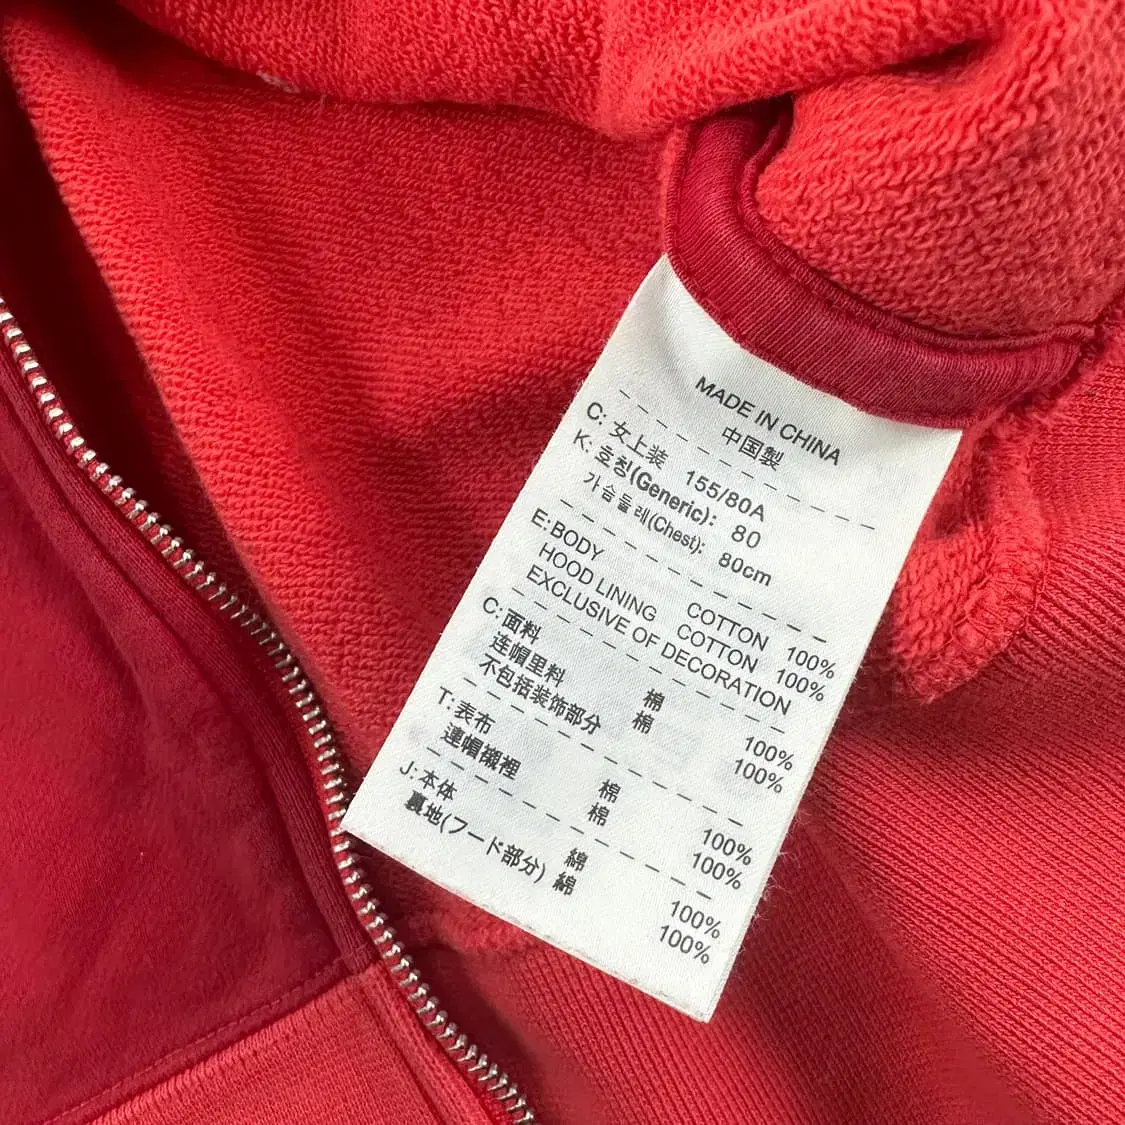 MADE IN CHINA
中国製
C: 女上装 155/80A
K: 호칭(Generic): 80
가슴둘레(Chest): 80cm
E: BODY COTTON 100%
HOOD LINING COTTON 100%
EXCLUSIVE OF DECORATION
C: 面料 棉 100%
连帽里料 棉 100%
不包括装饰部分
T: 表布 棉 100%
連帽襯裡 棉 100%
J: 本体 綿 100%
裏地(フード部分) 綿 100%